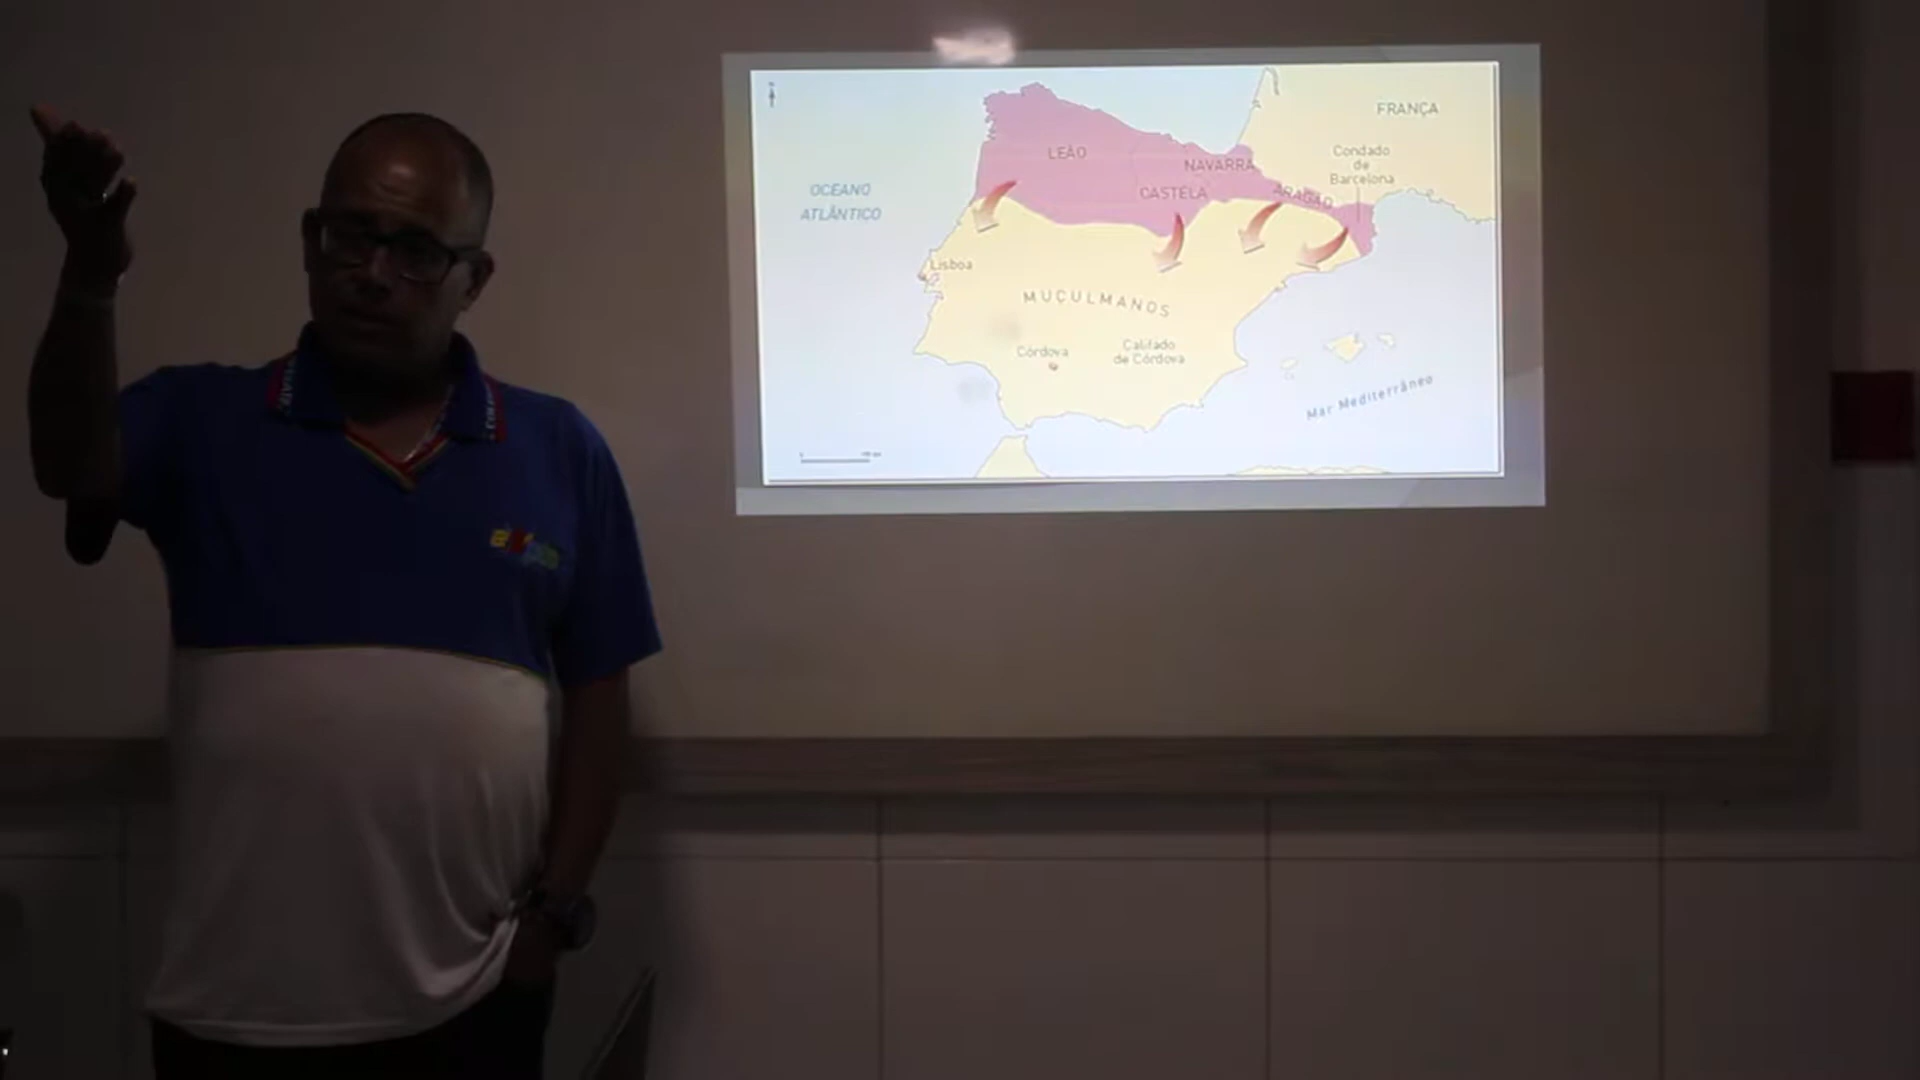 FRANÇA
LEÃO
NAVARRA
Condado
de
Barcelona
OCEANO
ATLÂNTICO
CASTELA
ARAGÃO
Lisboa
MUÇULMANOS
Córdova
Califado
de Córdova
Mar Mediterrâneo